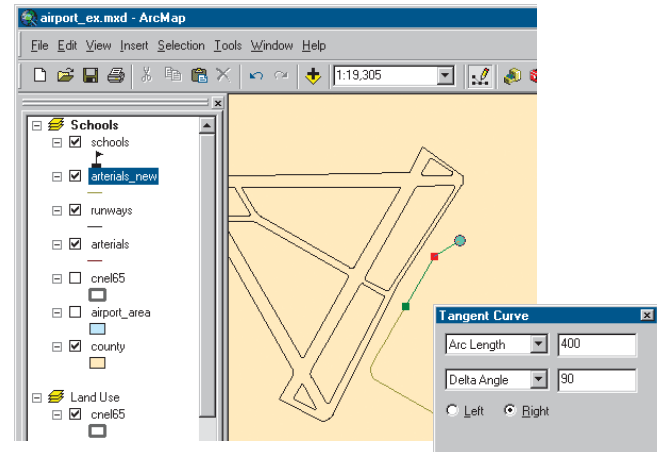 airport_ex.mxd - ArcMap
File Edit View Insert Selection Tools Window Help
1:19,305
Schools
schools
arterials_new
runways
arterials
cnel65
airport_area
county
Land Use
cnel65
Tangent Curve
Arc Length 400
Delta Angle 90
Left Right